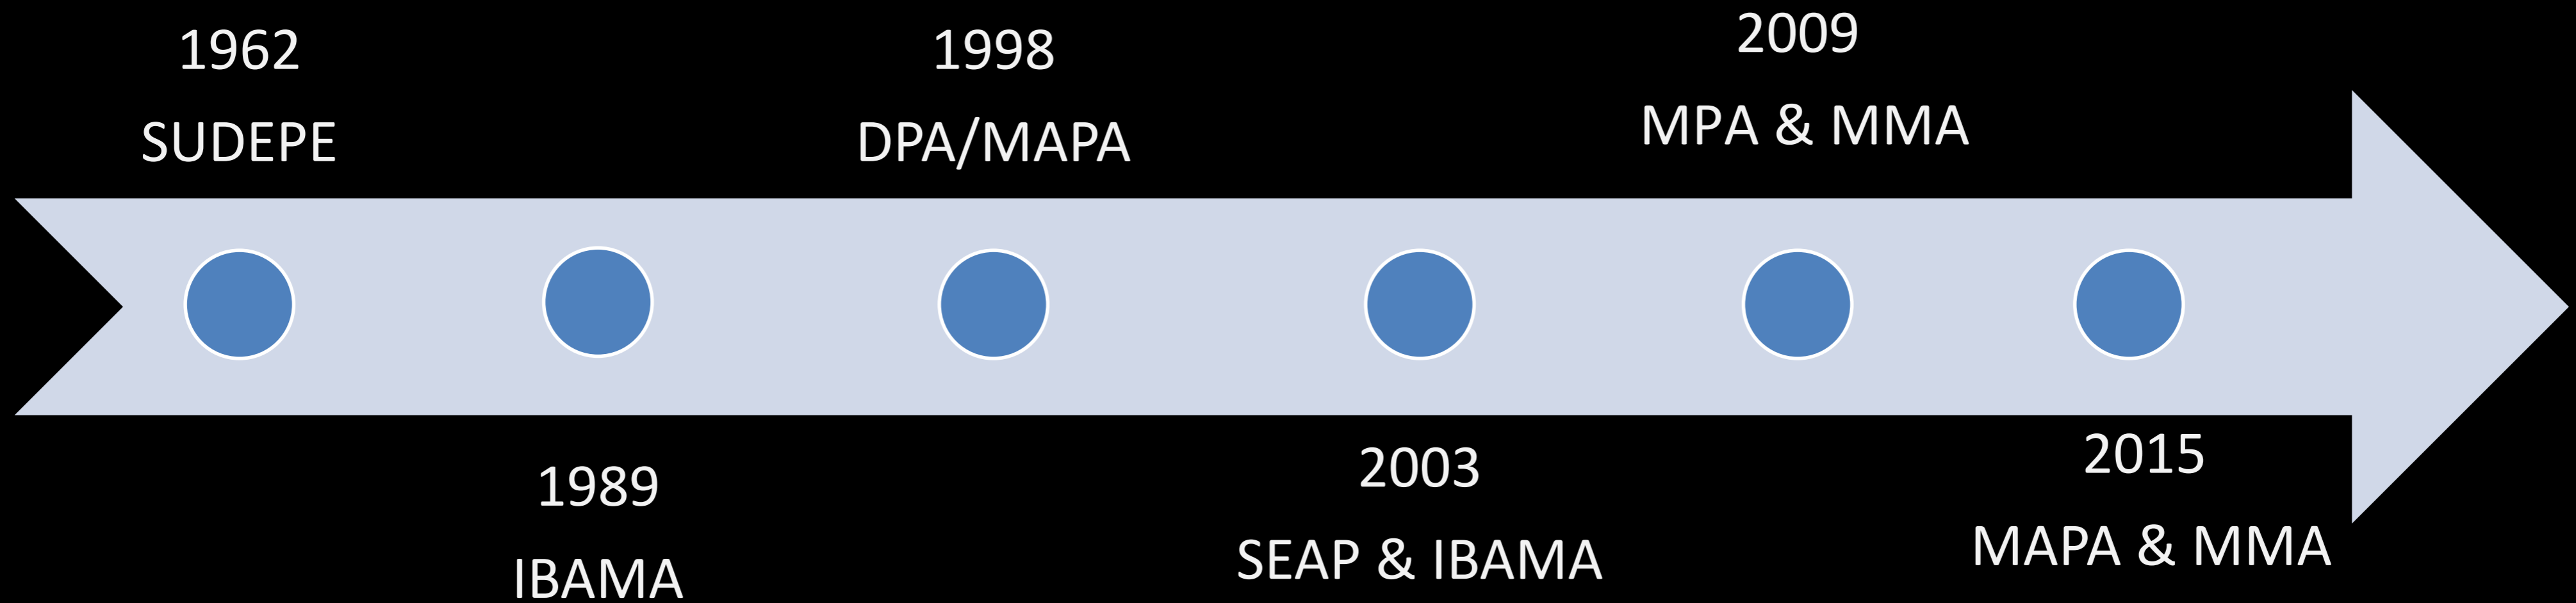 1962
SUDEPE
1989
IBAMA
1998
DPA/MAPA
2003
SEAP & IBAMA
2009
MPA & MMA
2015
MAPA & MMA